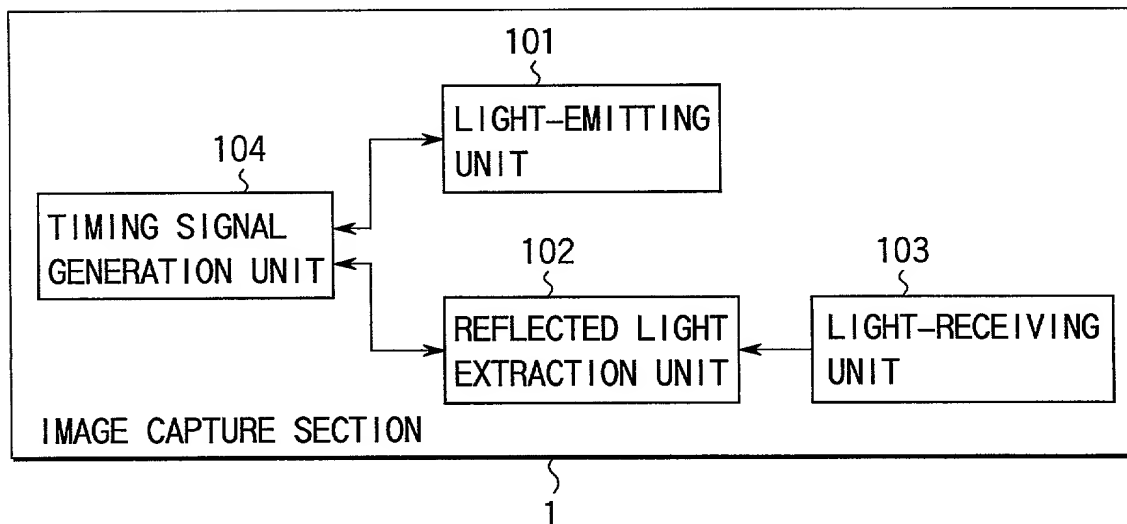 101
LIGHT-EMITTING
UNIT
104
TIMING SIGNAL
GENERATION UNIT
102
REFLECTED LIGHT
EXTRACTION UNIT
103
LIGHT-RECEIVING
UNIT
IMAGE CAPTURE SECTION
1